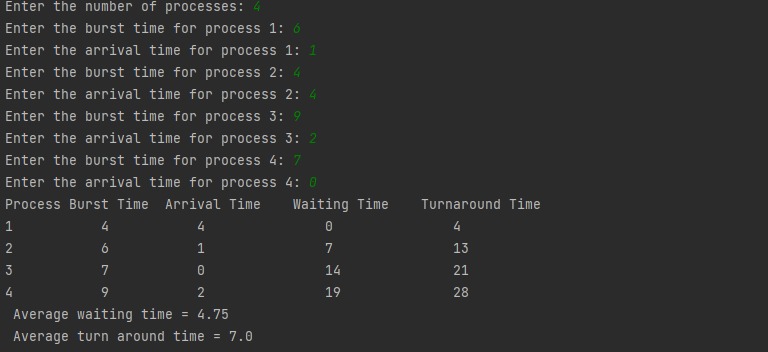 Enter the number of processes: 4
Enter the burst time for process 1: 6
Enter the arrival time for process 1: 1
Enter the burst time for process 2: 4
Enter the arrival time for process 2: 4
Enter the burst time for process 3: 9
Enter the arrival time for process 3: 2
Enter the burst time for process 4: 7
Enter the arrival time for process 4: 0
Process Burst Time  Arrival Time    Waiting Time    Turnaround Time
1           4           4               0               4
2           6           1               7               13
3           7           0               14              21
4           9           2               19              28
 Average waiting time = 4.75
 Average turn around time = 7.0